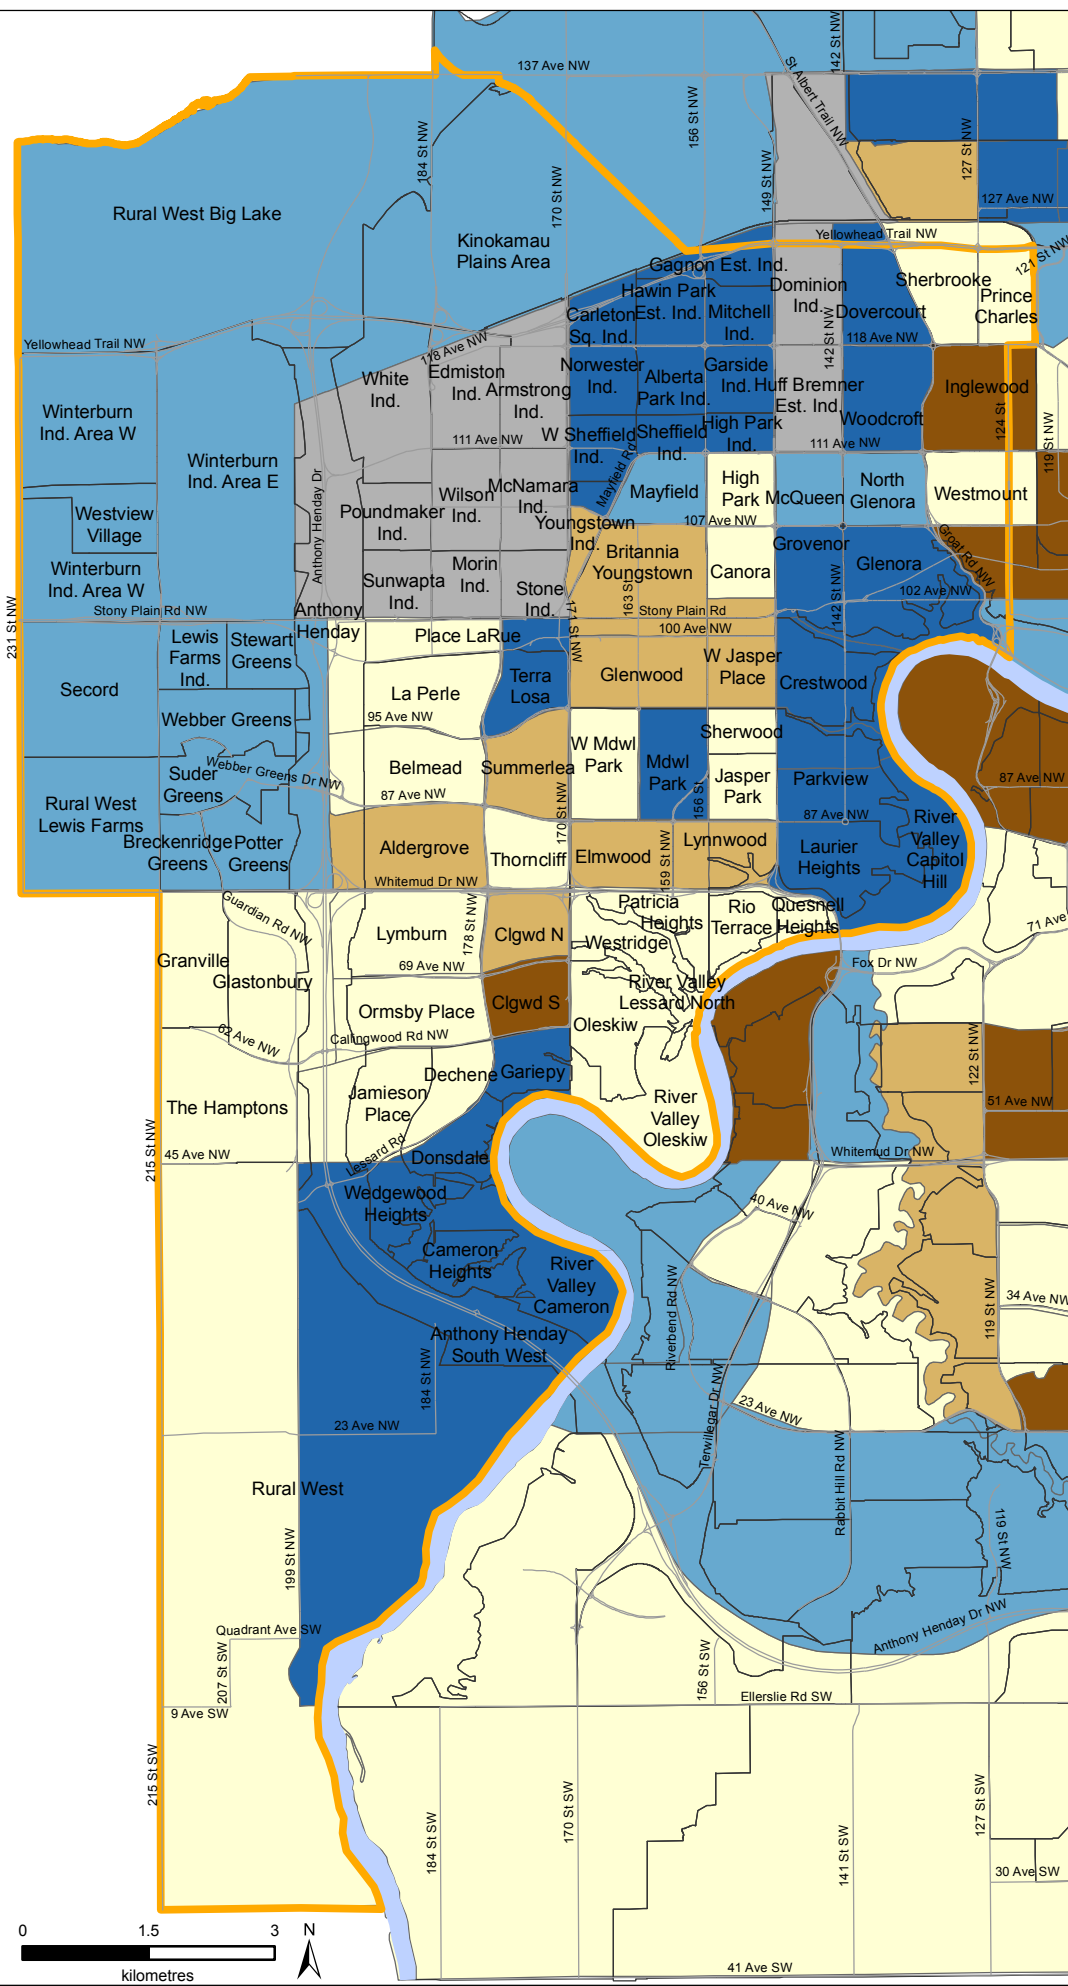 137 Ave NW
142 St NW
St Albert Trail NW
156 St NW
184 St NW
127 St NW
149 St NW
170 St NW
127 Ave NW
Rural West Big Lake
Kinokamau
Plains Area
Yellowhead Trail NW
121 St NW
Gagnon Est. Ind.
Sherbrooke
Dominion
Ind.
Hawin Park
Est. Ind.
Prince
Charles
Carleton
Sq. Ind.
Mitchell
Ind.
Dovercourt
142 St NW
118 Ave NW
Yellowhead Trail NW
118 Ave NW
White
Ind.
Edmiston
Ind.
Armstrong
Ind.
Norwester
Ind.
Alberta
Park Ind.
Garside
Ind.
Huff Bremner
Est. Ind.
Inglewood
124 St
119 St NW
Woodcroft
Winterburn
Ind. Area W
111 Ave NW
W Sheffield
Ind.
Sheffield
Ind.
High Park
Ind.
111 Ave NW
Winterburn
Ind. Area E
Anthony Henday Dr
Mayfield Rd
Wilson
Ind.
McNamara
Ind.
Mayfield
High
Park
McQueen
North
Glenora
Westmount
Westview
Village
Poundmaker
Ind.
Youngstown
Ind.
107 Ave NW
Groat Rd NW
Britannia
Youngstown
Grovenor
Glenora
Winterburn
Ind. Area W
Sunwapta
Ind.
Morin
Ind.
Stone
Ind.
163 St
Canora
142 St NW
102 Ave NW
Stony Plain Rd NW
Anthony
Henday
171 St NW
Stony Plain Rd
100 Ave NW
231 St NW
Lewis
Farms
Ind.
Stewart
Greens
Place LaRue
Terra
Losa
Glenwood
W Jasper
Place
Crestwood
Secord
La Perle
Webber Greens
95 Ave NW
Sherwood
W Mdwl
Park
Mdwl
Park
156 St
Jasper
Park
Parkview
Suder
Greens
Webber Greens Dr NW
Belmead
Summerlea
87 Ave NW
170 St NW
87 Ave NW
87 Ave NW
Rural West
Lewis Farms
Breckenridge
Greens
Potter
Greens
Aldergrove
Thorncliff
Elmwood
159 St NW
Lynnwood
Laurier
Heights
River
Valley
Capitol
Hill
Whitemud Dr NW
Guardian Rd NW
Patricia
Heights
Rio
Terrace
Quesnell
Heights
71 Ave
Lymburn
178 St NW
Clgwd N
Westridge
Granville
Glastonbury
69 Ave NW
Fox Dr NW
River Valley
Lessard North
Ormsby Place
Clgwd S
Oleskiw
62 Ave NW
Callingwood Rd NW
122 St NW
Dechene
Gariepy
Jamieson
Place
The Hamptons
River
Valley
Oleskiw
51 Ave NW
215 St NW
45 Ave NW
Lessard Rd
Donsdale
Whitemud Dr NW
Wedgewood
Heights
40 Ave NW
Cameron
Heights
River
Valley
Cameron
Riverbend Rd NW
119 St NW
34 Ave NW
Anthony Henday
South West
184 St NW
Terwillegar Dr NW
23 Ave NW
23 Ave NW
Rabbit Hill Rd NW
Rural West
199 St NW
119 St NW
Quadrant Ave SW
Anthony Henday Dr NW
207 St SW
156 St SW
Ellerslie Rd SW
9 Ave SW
215 St SW
184 St SW
170 St SW
141 St SW
127 St SW
30 Ave SW
0 1.5 3
kilometres
N
41 Ave SW